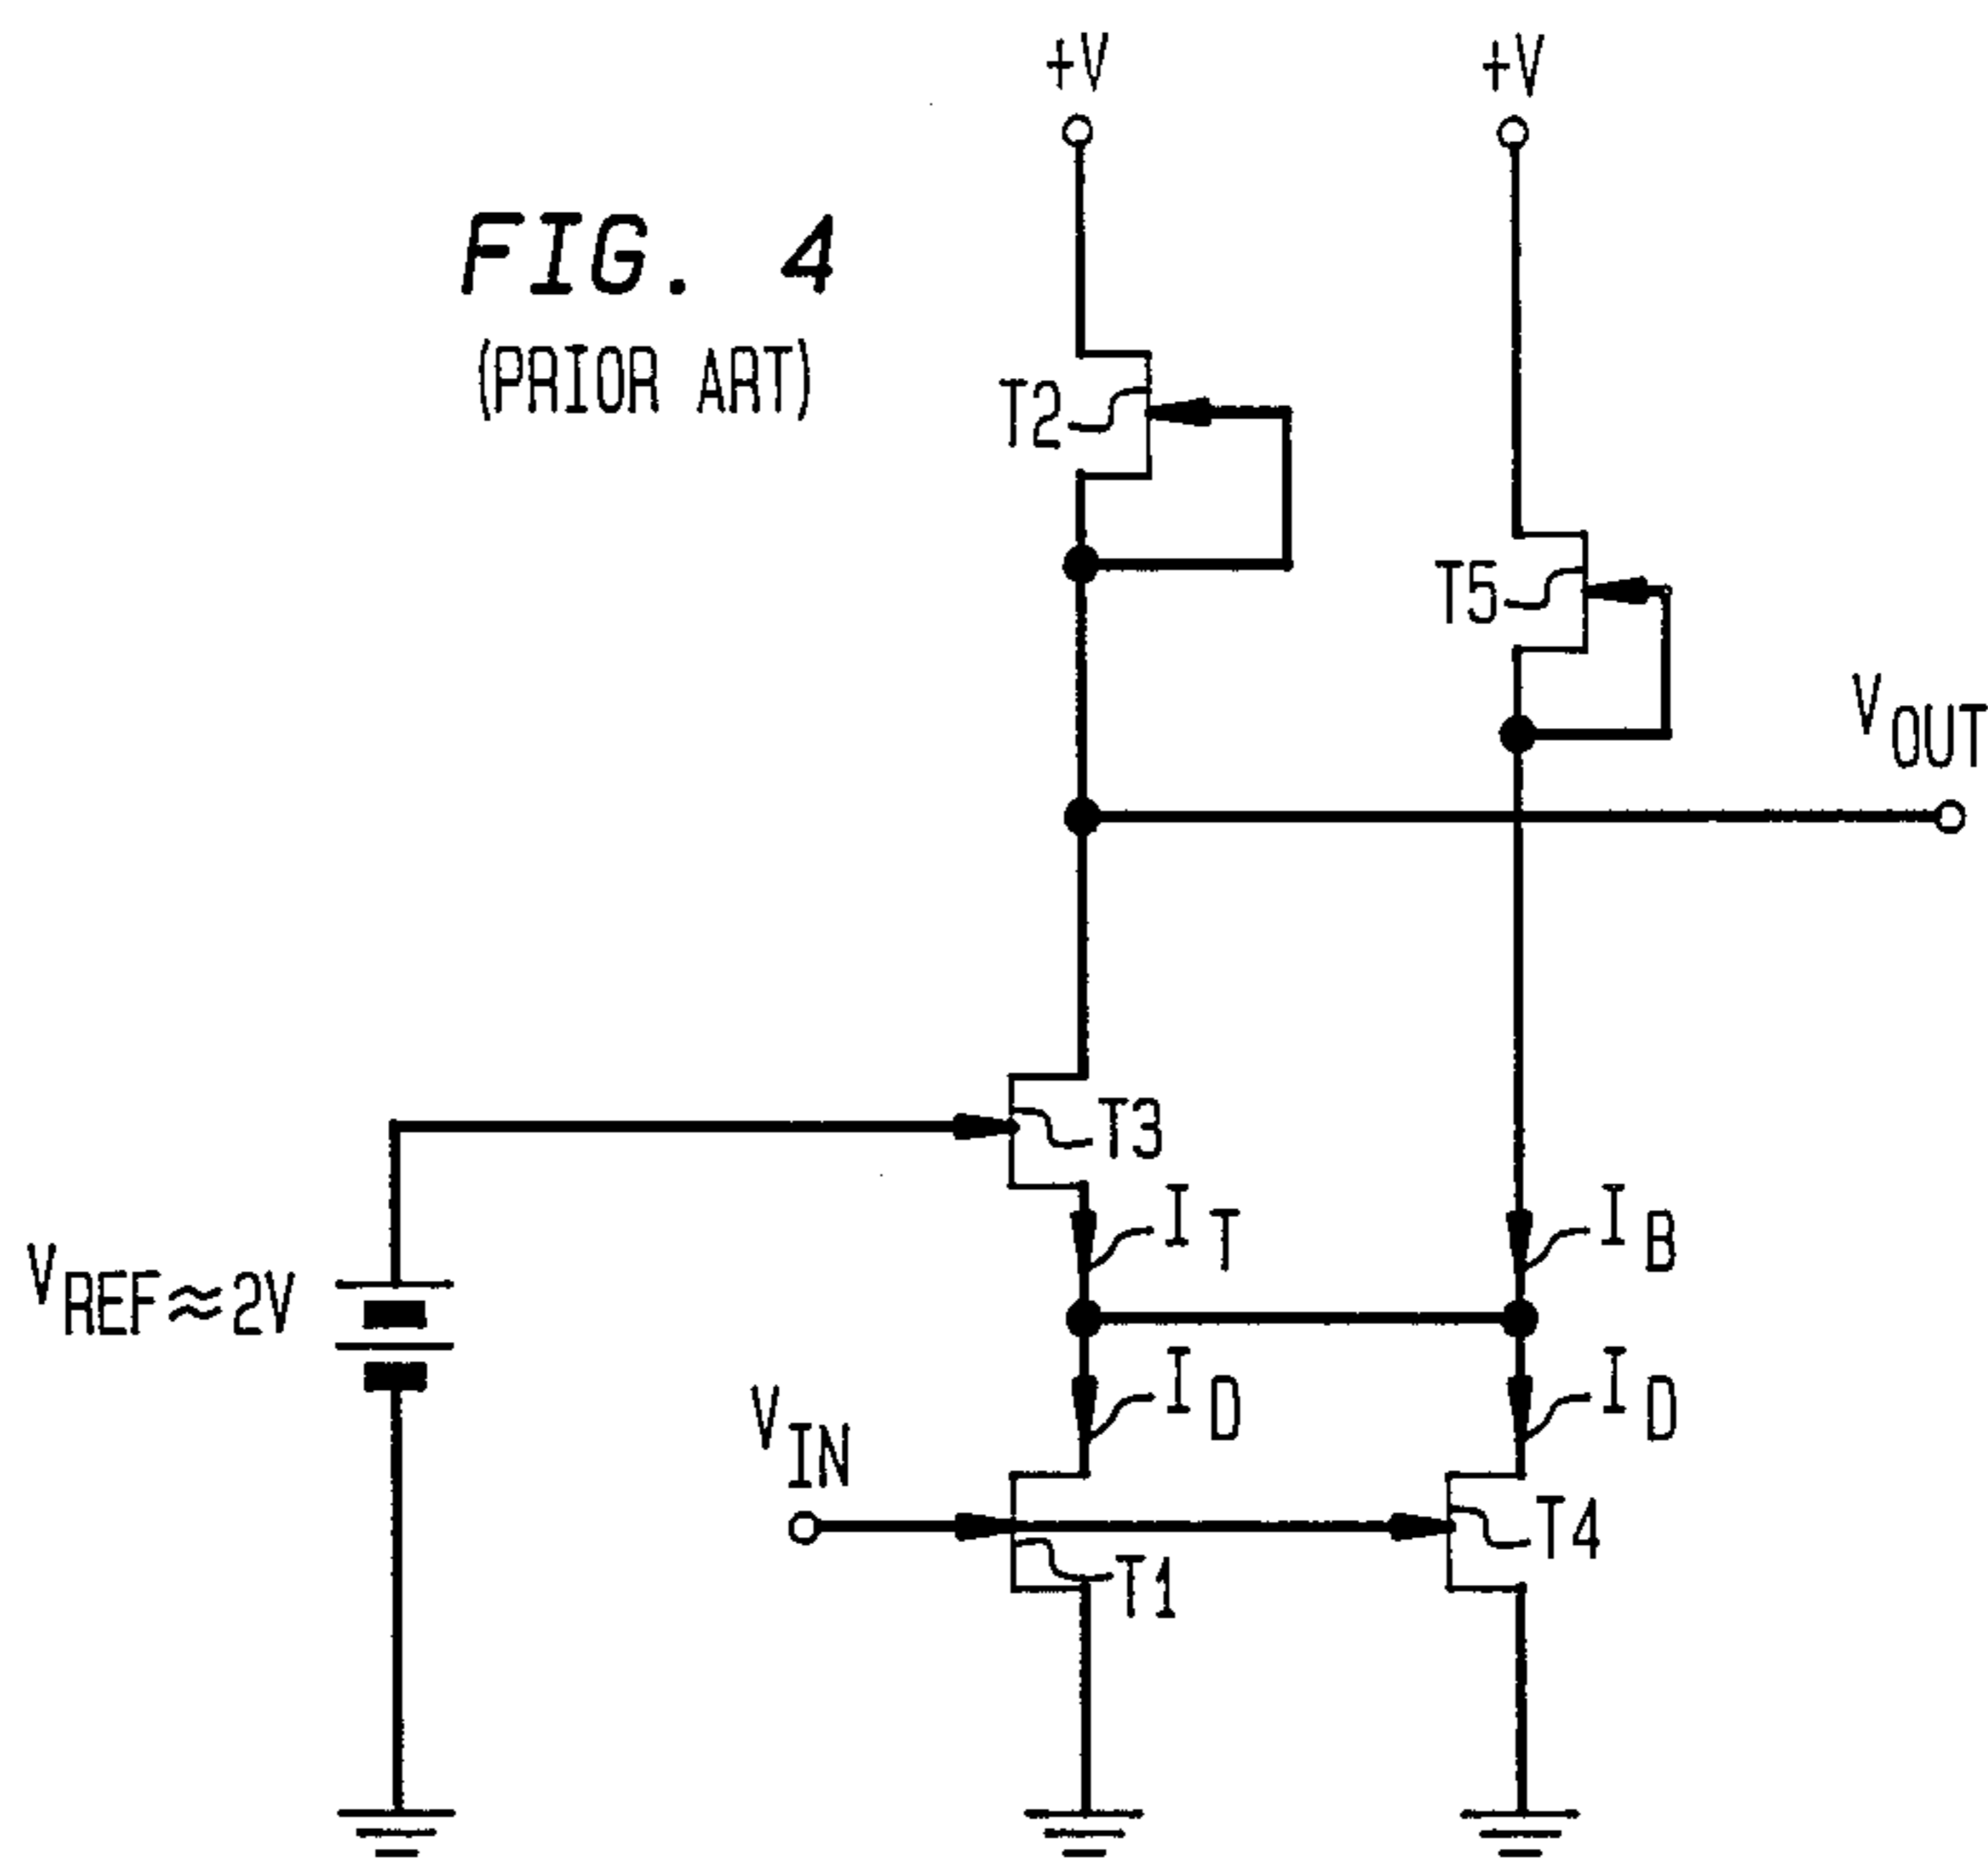 +V
+V
FIG. 4
(PRIOR ART)
T2
T5
VOUT
T3
IT
IB
VREF≈2V
ID
ID
VIN
T4
T1